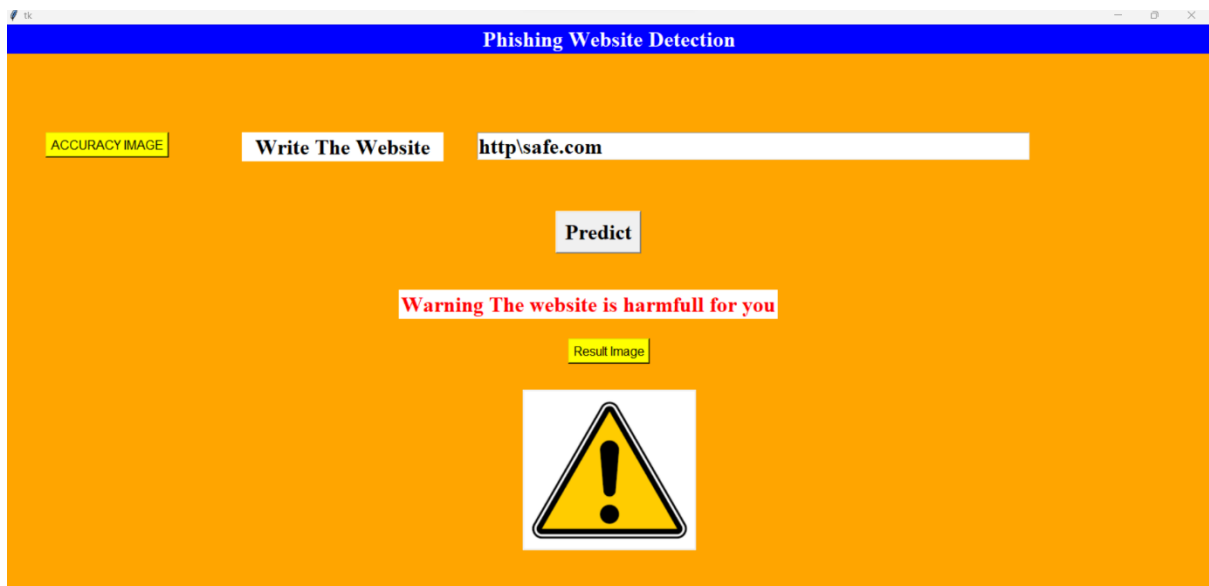 tk
Phishing Website Detection
ACCURACY IMAGE
Write The Website
http\safe.com
Predict
Warning The website is harmfull for you
Result Image